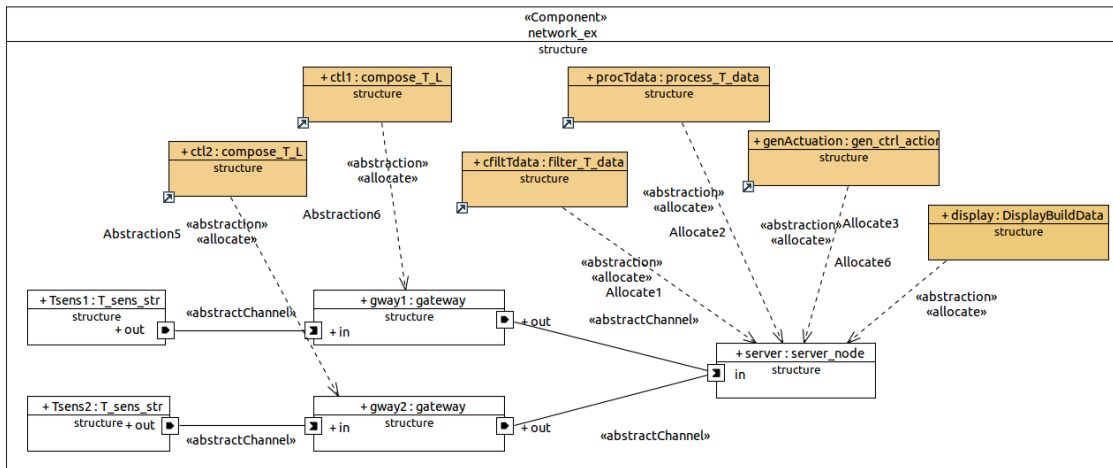 «Component»
network_ex
structure
+ ctl1 : compose_T_L
structure
+ procTdata : process_T_data
structure
+ ctl2 : compose_T_L
structure
+ cfiltTdata : filter_T_data
structure
+ genActuation : gen_ctrl_action
structure
+ display : DisplayBuildData
structure
«abstraction»
«allocate»
Abstraction6
«abstraction»
«allocate»
Abstraction5
«abstraction»
«allocate»
Allocate2
«abstraction»
«allocate»
Allocate3
Allocate6
«abstraction»
«allocate»
Allocate1
«abstraction»
«allocate»
+ Tsens1 : T_sens_str
structure
+ out
«abstractChannel»
+ gway1 : gateway
structure
+ in
+ out
«abstractChannel»
+ server : server_node
structure
in
+ Tsens2 : T_sens_str
structure
+ out
«abstractChannel»
+ gway2 : gateway
structure
+ in
+ out
«abstractChannel»